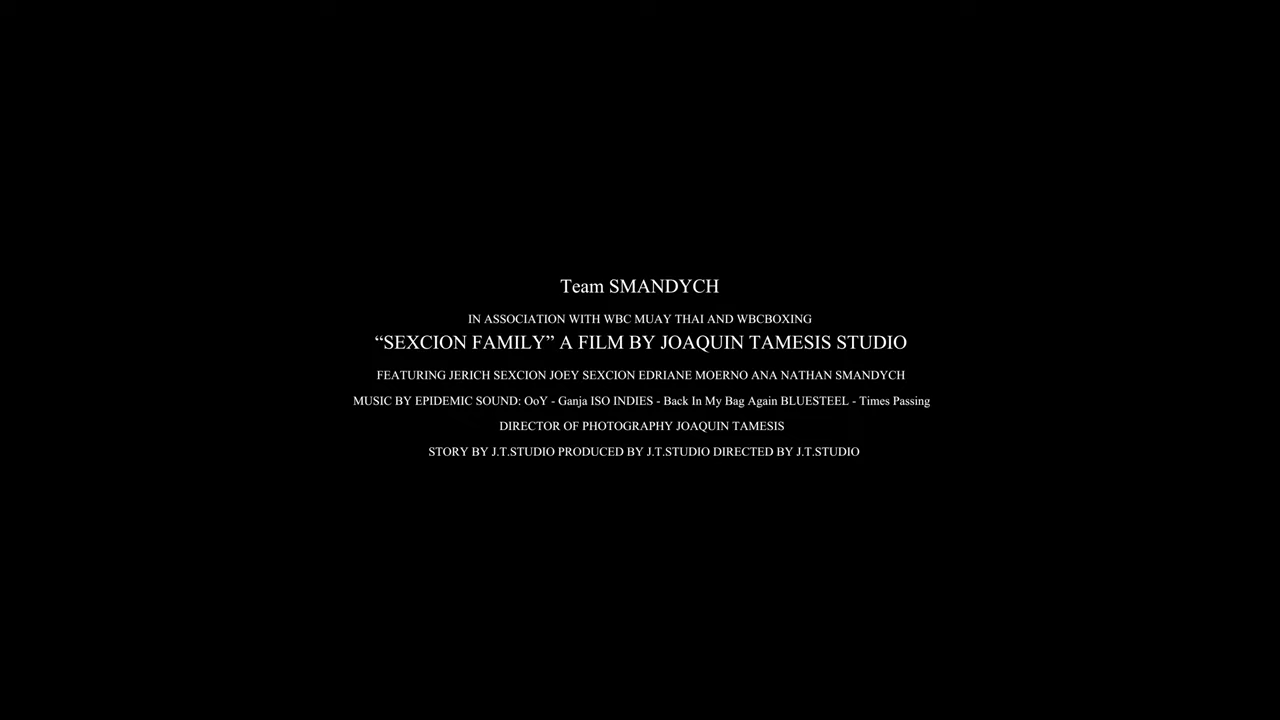 Team SMANDYCH
IN ASSOCIATION WITH WBC MUAY THAI AND WBCBOXING
“SEXCION FAMILY” A FILM BY JOAQUIN TAMESIS STUDIO
FEATURING JERICH SEXCION JOEY SEXCION EDRIANE MOERNO ANA NATHAN SMANDYCH
MUSIC BY EPIDEMIC SOUND: OoY - Ganja ISO INDIES - Back In My Bag Again BLUESTEEL - Times Passing
DIRECTOR OF PHOTOGRAPHY JOAQUIN TAMESIS
STORY BY J.T.STUDIO PRODUCED BY J.T.STUDIO DIRECTED BY J.T.STUDIO